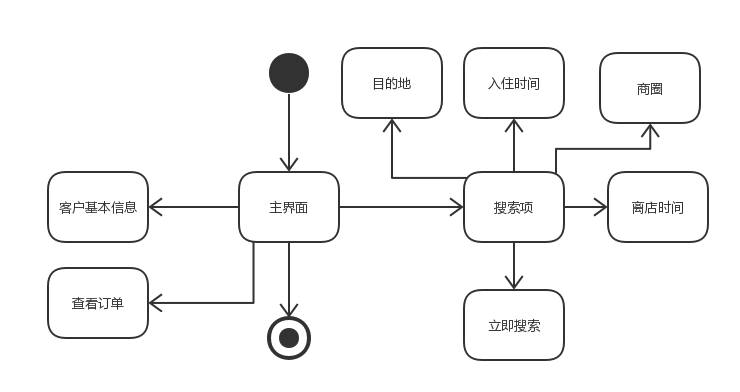 目的地
入住时间
商圈
客户基本信息
主界面
搜索项
离店时间
查看订单
立即搜索